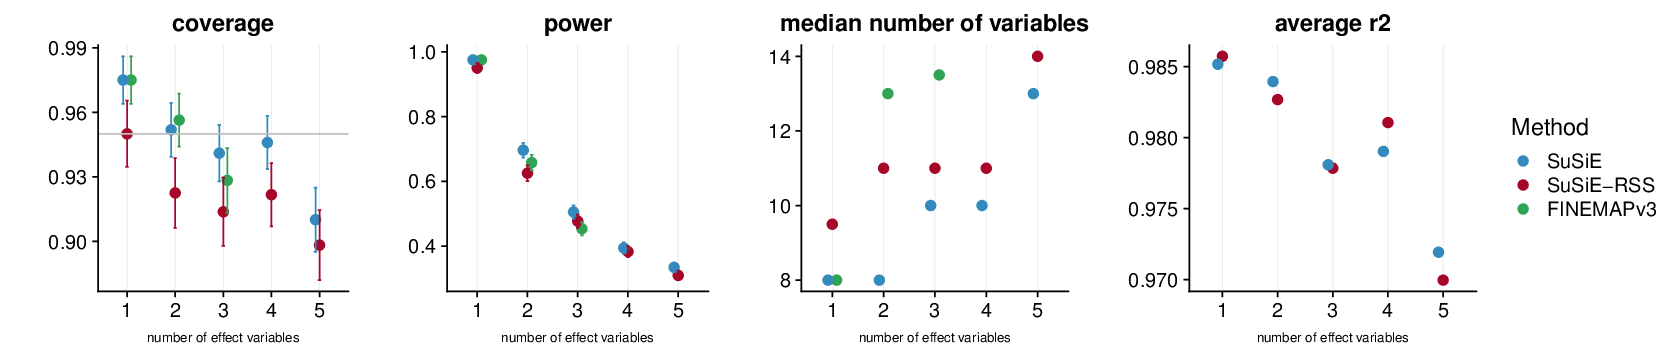 coverage
0.99
0.96
0.93
0.90
1 2 3 4 5
number of effect variables
power
1.0
0.8
0.6
0.4
1 2 3 4 5
number of effect variables
median number of variables
14
12
10
8
1 2 3 4 5
number of effect variables
average r2
0.985
0.980
0.975
0.970
1 2 3 4 5
number of effect variables
Method
SuSiE
SuSiE−RSS
FINEMAPv3